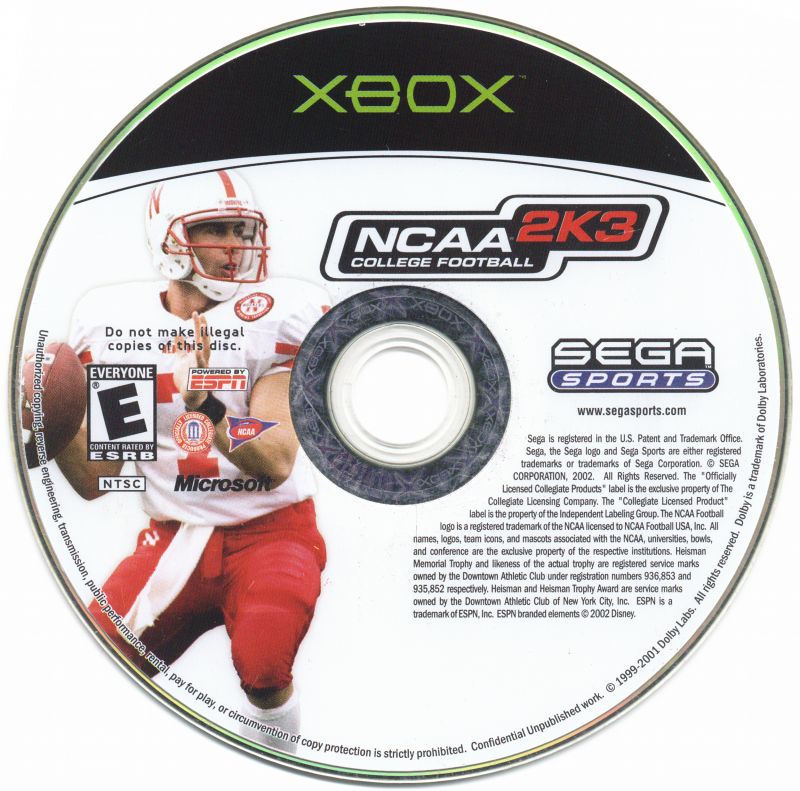 XBOX™
NCAA 2K3
COLLEGE FOOTBALL
Do not make illegal
copies of this disc.
EVERYONE
E
®
CONTENT RATED BY
ESRB
POWERED BY
ESPN
OFFICIALLY LICENSED COLLEGIATE PRODUCTS
NCAA
NTSC
Microsoft
XBOX
SEGA™
SPORTS
www.segasports.com
Sega is registered in the U.S. Patent and Trademark Office.
Sega, the Sega logo and Sega Sports are either registered
trademarks or trademarks of Sega Corporation. © SEGA
CORPORATION, 2002. All Rights Reserved. The "Officially
Licensed Collegiate Products" label is the exclusive property of The
Collegiate Licensing Company. The "Collegiate Licensed Product"
label is the property of the Independent Labeling Group. The NCAA Football
logo is a registered trademark of the NCAA licensed to NCAA Football USA, Inc. All
names, logos, team icons, and mascots associated with the NCAA, universities, bowls,
and conference are the exclusive property of the respective institutions. Heisman
Memorial Trophy and likeness of the actual trophy are registered service marks
owned by the Downtown Athletic Club under registration numbers 936,853 and
935,852 respectively. Heisman and Heisman Trophy Award are service marks
owned by the Downtown Athletic Club of New York City, Inc. ESPN is a
trademark of ESPN, Inc. ESPN branded elements © 2002 Disney.
Unauthorized copying, reverse engineering, transmission, public performance, rental, pay for play, or circumvention of copy protection is strictly prohibited. Confidential Unpublished work. © 1999-2001 Dolby Labs. All rights reserved. Dolby is a trademark of Dolby Laboratories.